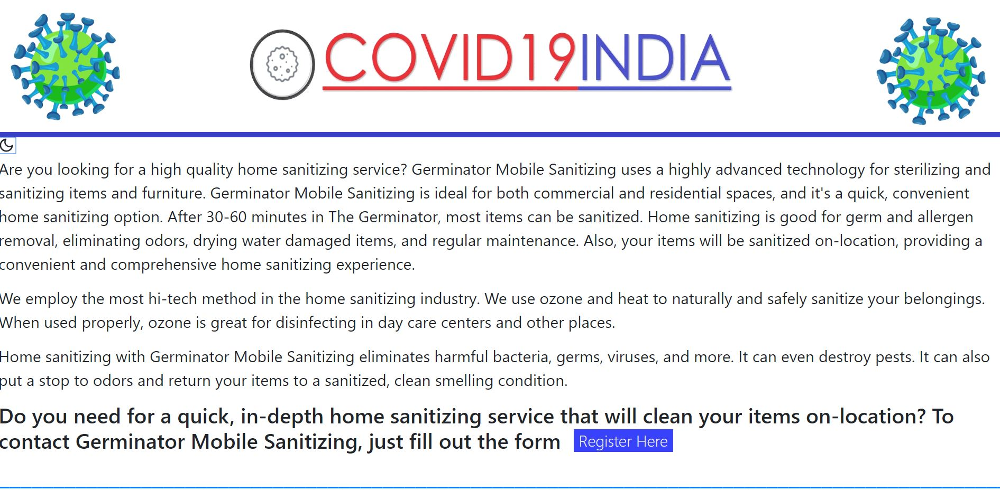 COVID19INDIA
Are you looking for a high quality home sanitizing service? Germinator Mobile Sanitizing uses a highly advanced technology for sterilizing and
sanitizing items and furniture. Germinator Mobile Sanitizing is ideal for both commercial and residential spaces, and it's a quick, convenient
home sanitizing option. After 30-60 minutes in The Germinator, most items can be sanitized. Home sanitizing is good for germ and allergen
removal, eliminating odors, drying water damaged items, and regular maintenance. Also, your items will be sanitized on-location, providing a
convenient and comprehensive home sanitizing experience.
We employ the most hi-tech method in the home sanitizing industry. We use ozone and heat to naturally and safely sanitize your belongings.
When used properly, ozone is great for disinfecting in day care centers and other places.
Home sanitizing with Germinator Mobile Sanitizing eliminates harmful bacteria, germs, viruses, and more. It can even destroy pests. It can also
put a stop to odors and return your items to a sanitized, clean smelling condition.
Do you need for a quick, in-depth home sanitizing service that will clean your items on-location? To
contact Germinator Mobile Sanitizing, just fill out the form Register Here